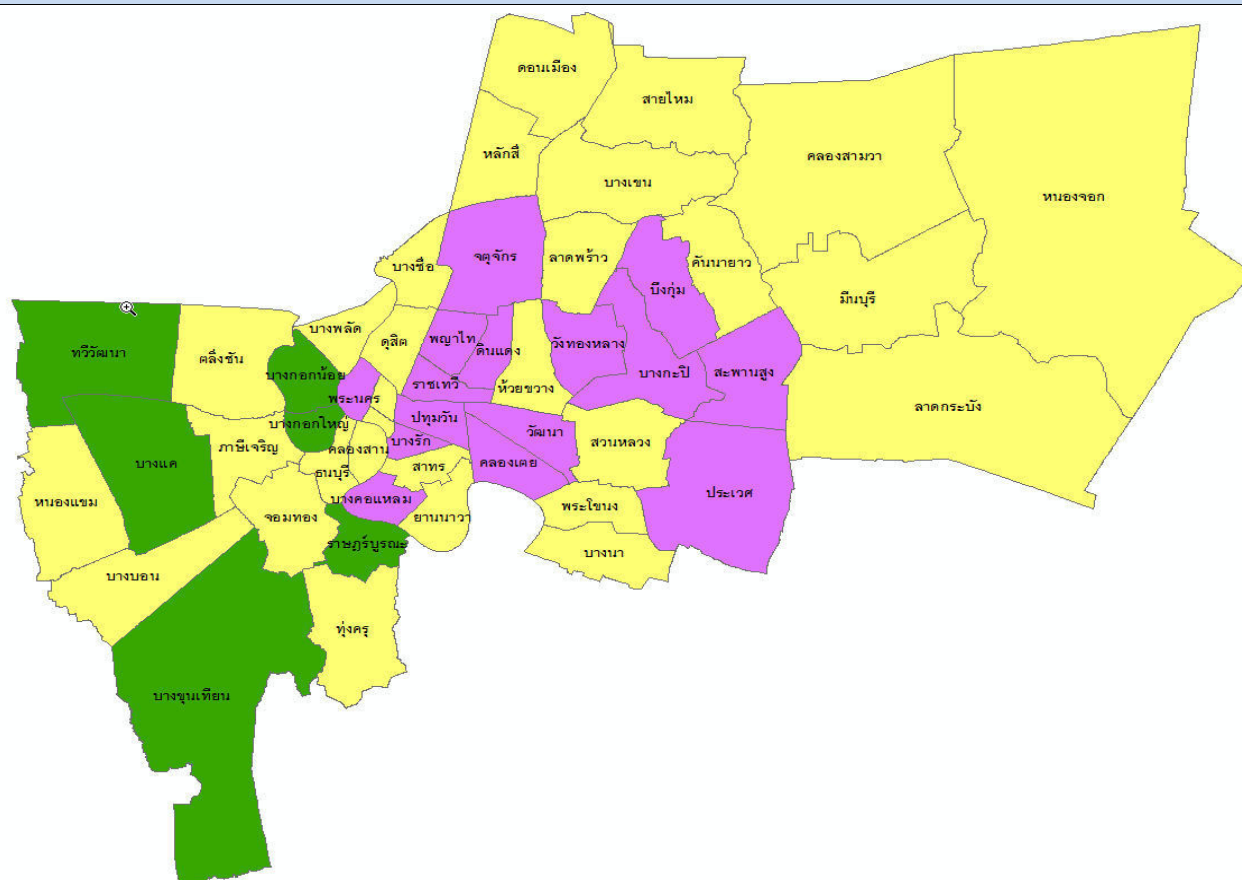 ดอนเมือง
สายไหม
หลักสี่
คลองสามวา
บางเขน
หนองจอก
จตุจักร
ลาดพร้าว
คันนายาว
บางซื่อ
บึงกุ่ม
มีนบุรี
บางพลัด
ทวีวัฒนา
ตลิ่งชัน
ดุสิต
พญาไท
ดินแดง
วังทองหลาง
บางกะปิ
สะพานสูง
บางกอกน้อย
ราชเทวี
ห้วยขวาง
พระนคร
ลาดกระบัง
บางกอกใหญ่
ปทุมวัน
วัฒนา
สวนหลวง
ภาษีเจริญ
คลองสาน
บางรัก
บางแค
ธนบุรี
สาทร
คลองเตย
ประเวศ
หนองแขม
บางคอแหลม
พระโขนง
จอมทอง
ยานนาวา
ราษฎร์บูรณะ
บางนา
บางบอน
ทุ่งครุ
บางขุนเทียน